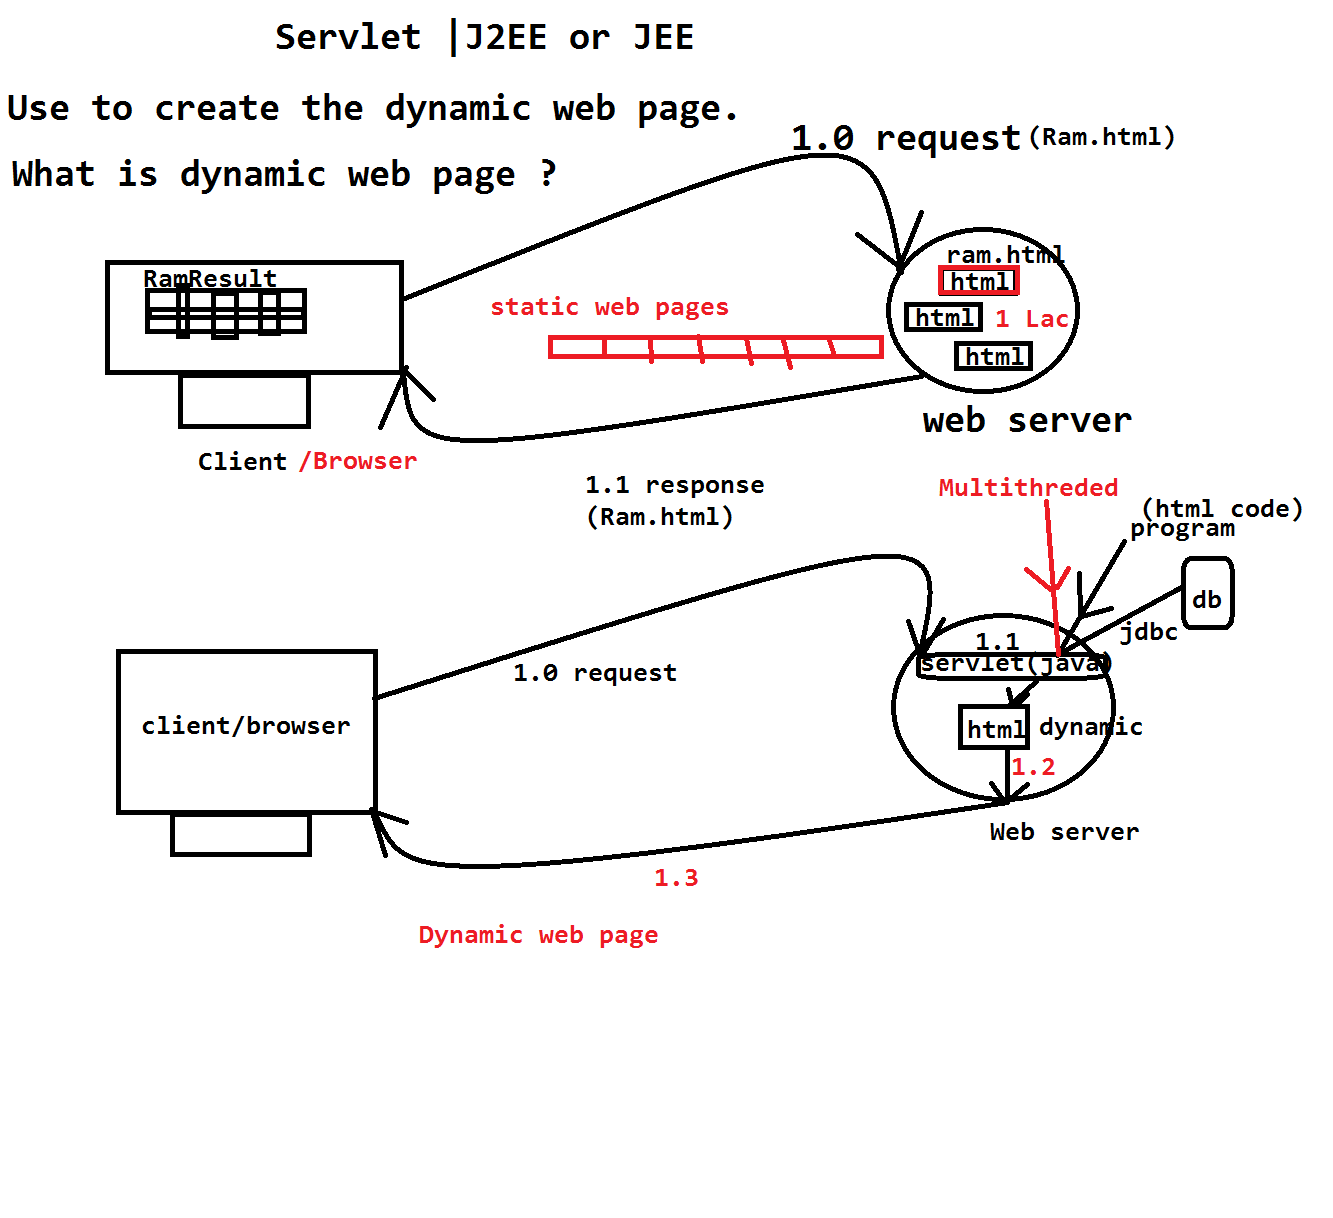 Servlet |J2EE or JEE
Use to create the dynamic web page.
1.0 request (Ram.html)
What is dynamic web page ?
ram.html
RamResult
html
static web pages
html 1 Lac
html
web server
Client /Browser
1.1 response
(Ram.html)
Multithreded
(html code)
program
db
jdbc
1.1
servlet(java)
1.0 request
client/browser
html dynamic
1.2
Web server
1.3
Dynamic web page